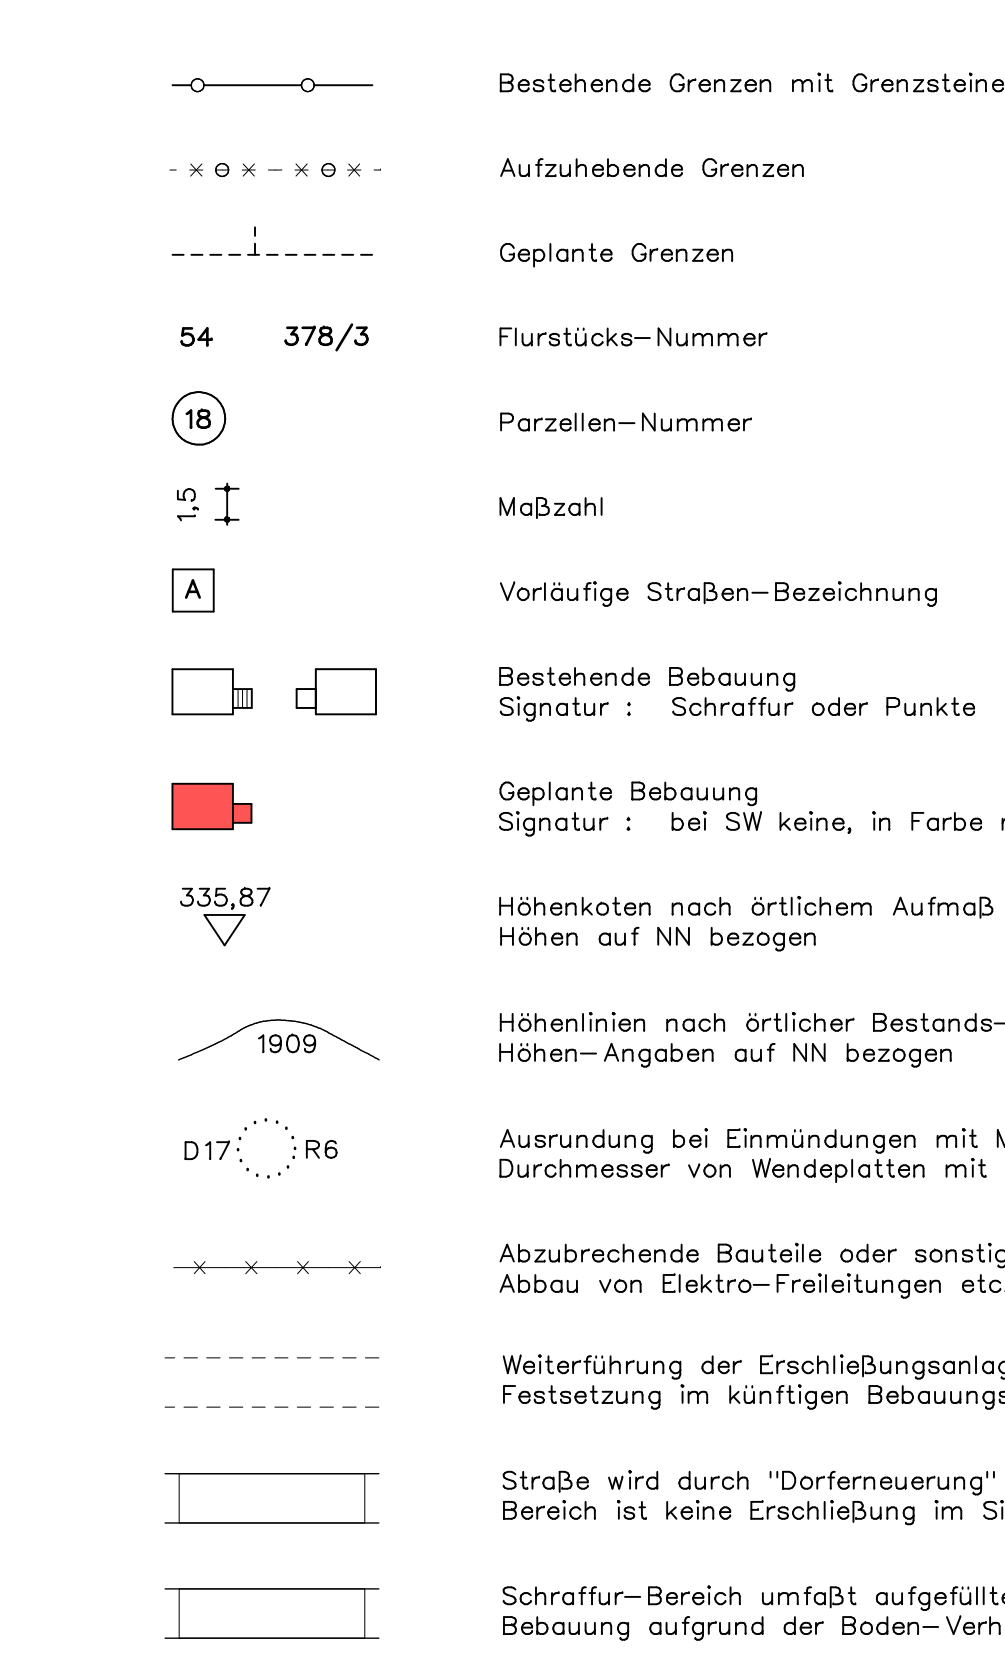 Bestehende Grenzen mit Grenzsteine
Aufzuhebende Grenzen
Geplante Grenzen
54 378/3 Flurstücks-Nummer
18 Parzellen-Nummer
1,5 Maßzahl
A Vorläufige Straßen-Bezeichnung
Bestehende Bebauung
Signatur : Schraffur oder Punkte
Geplante Bebauung
Signatur : bei SW keine, in Farbe
335,87
Höhenkoten nach örtlichem Aufmaß
Höhen auf NN bezogen
Höhenlinien nach örtlicher Bestands-
1909
Höhen-Angaben auf NN bezogen
Ausrundung bei Einmündungen mit
D17 R6
Durchmesser von Wendeplatten mit
Abzubrechende Bauteile oder sonstig
Abbau von Elektro-Freileitungen etc.
Weiterführung der Erschließungsanlag
Festsetzung im künftigen Bebauungs
Straße wird durch "Dorferneuerung"
Bereich ist keine Erschließung im Si
Schraffur-Bereich umfaßt aufgefüllte
Bebauung aufgrund der Boden-Verh